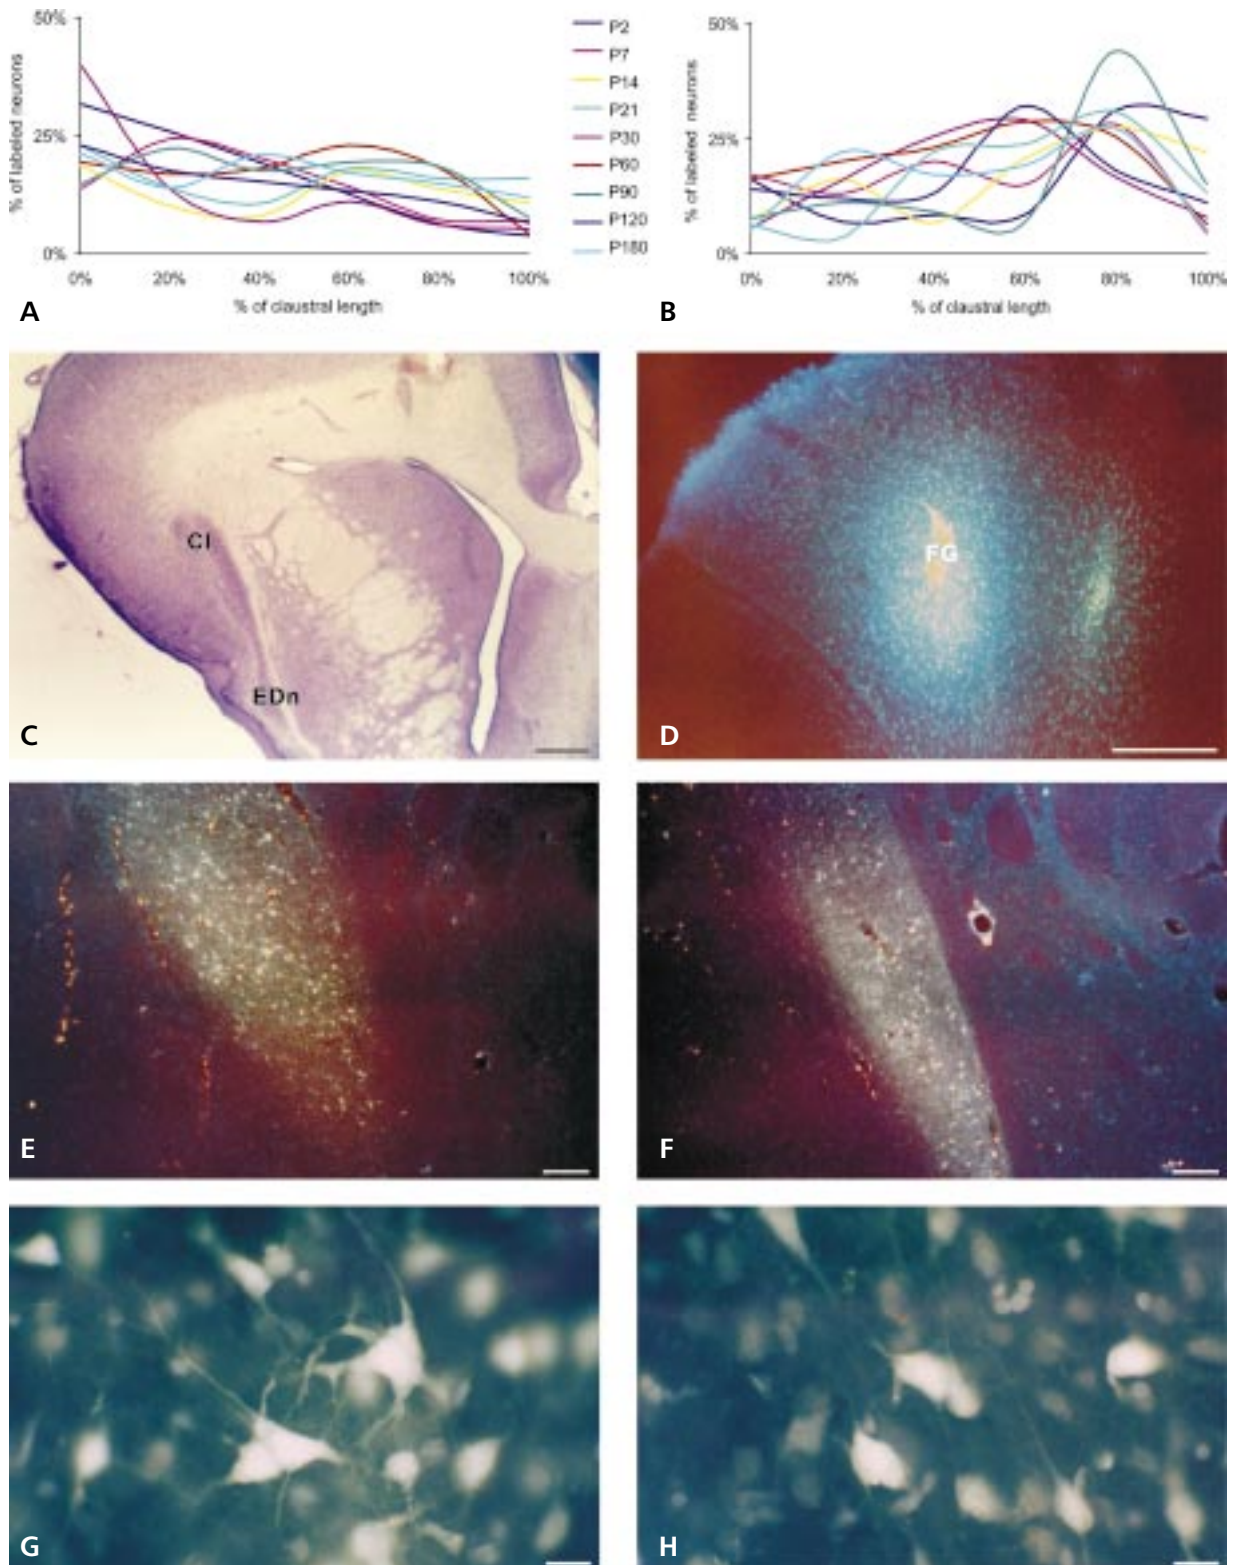 50%
25%
0%
% of labeled neurons
0%
20%
40%
60%
80%
100%
% of claustral length
A
P2
P7
P14
P21
P30
P60
P90
P120
P180
50%
25%
0%
% of labeled neurons
0%
20%
40%
60%
80%
100%
% of claustral length
B
Cl
EDn
C
FG
D
E
F
G
H